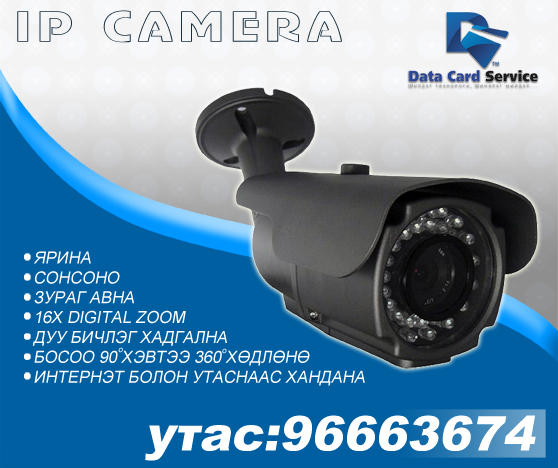 IP CAMERA
TM
Data Card Service
ЯРИНА
СОНСОНО
ЗУРАГ АВНА
16X DIGITAL ZOOM
ДУУ БИЧЛЭГ ХАДГАЛНА
БОСОО 90°ХЭВТЭЭ 360°ХӨДЛӨНӨ
ИНТЕРНЭТ БОЛОН УТАСНААС ХАНДАНА
утас:96663674